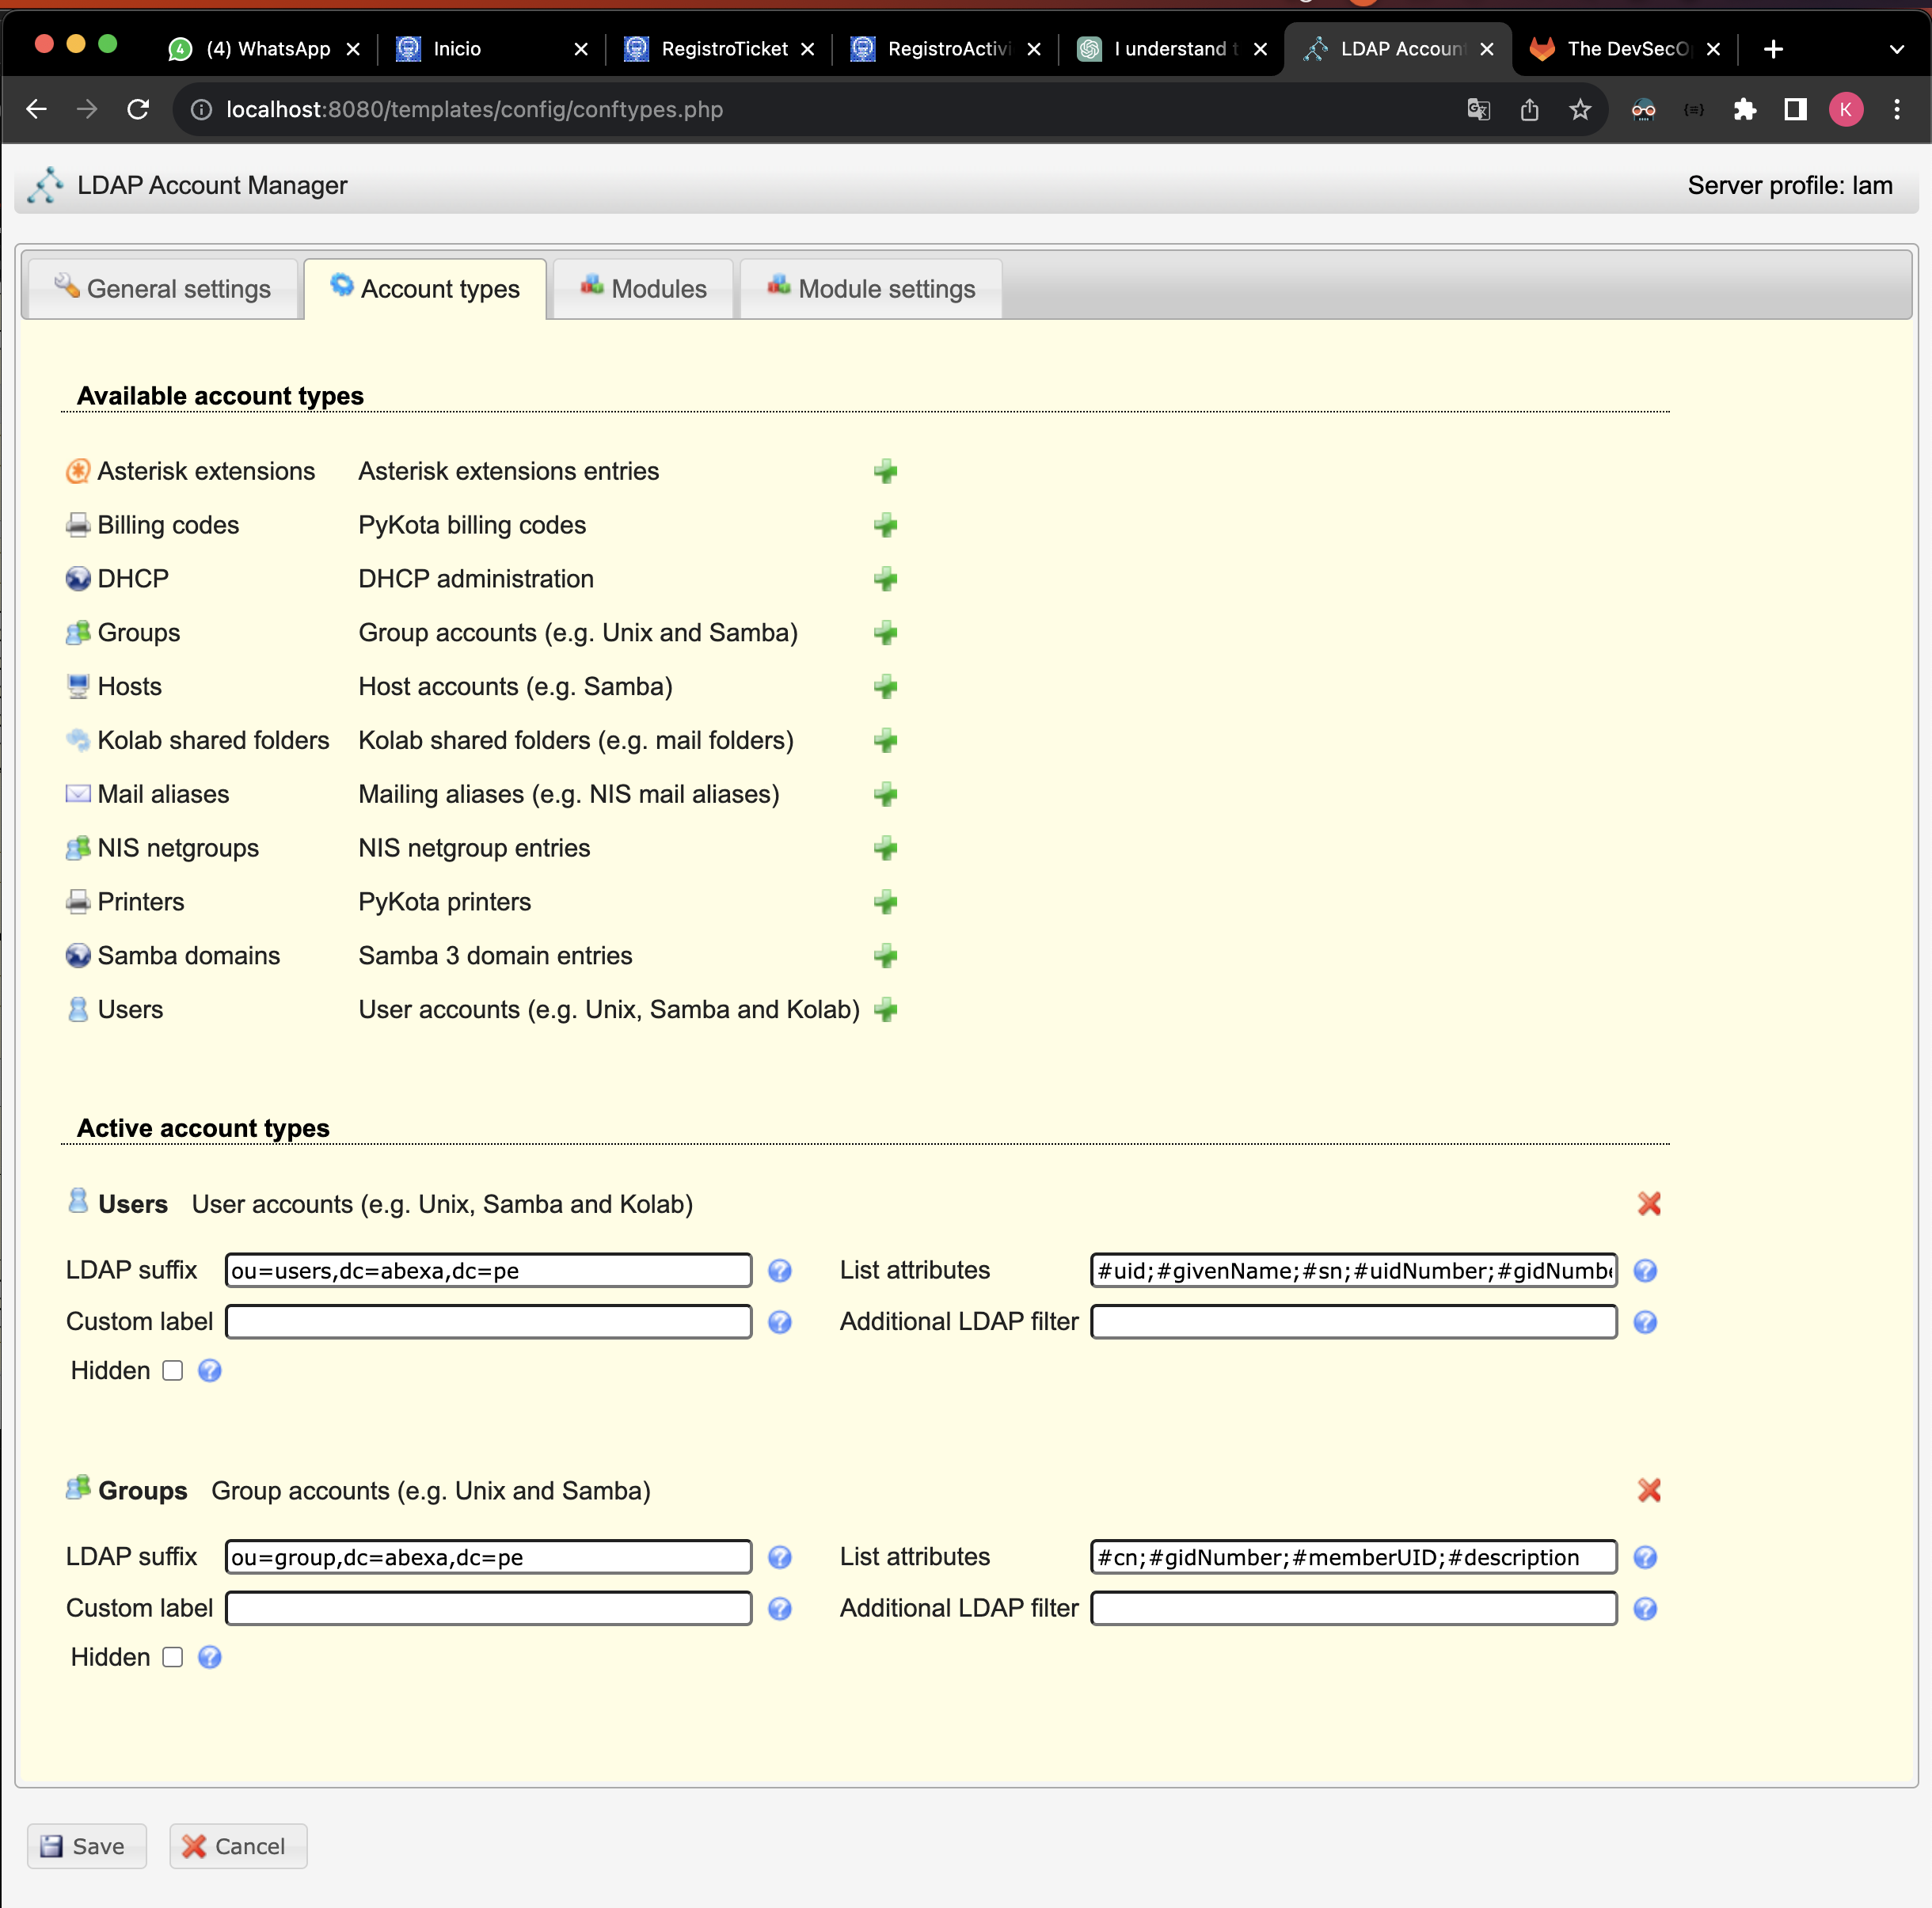 (4) WhatsApp
Inicio
RegistroTicket
RegistroActivi
I understand t
LDAP Accoun
The DevSecO
localhost:8080/templates/config/conftypes.php
K
LDAP Account Manager
Server profile: lam
General settings
Account types
Modules
Module settings
Available account types
Asterisk extensions Asterisk extensions entries
Billing codes PyKota billing codes
DHCP DHCP administration
Groups Group accounts (e.g. Unix and Samba)
Hosts Host accounts (e.g. Samba)
Kolab shared folders Kolab shared folders (e.g. mail folders)
Mail aliases Mailing aliases (e.g. NIS mail aliases)
NIS netgroups NIS netgroup entries
Printers PyKota printers
Samba domains Samba 3 domain entries
Users User accounts (e.g. Unix, Samba and Kolab)
Active account types
Users User accounts (e.g. Unix, Samba and Kolab)
LDAP suffix ou=users,dc=abexa,dc=pe List attributes #uid;#givenName;#sn;#uidNumber;#gidNumbe
Custom label Additional LDAP filter
Hidden
Groups Group accounts (e.g. Unix and Samba)
LDAP suffix ou=group,dc=abexa,dc=pe List attributes #cn;#gidNumber;#memberUID;#description
Custom label Additional LDAP filter
Hidden
Save
Cancel